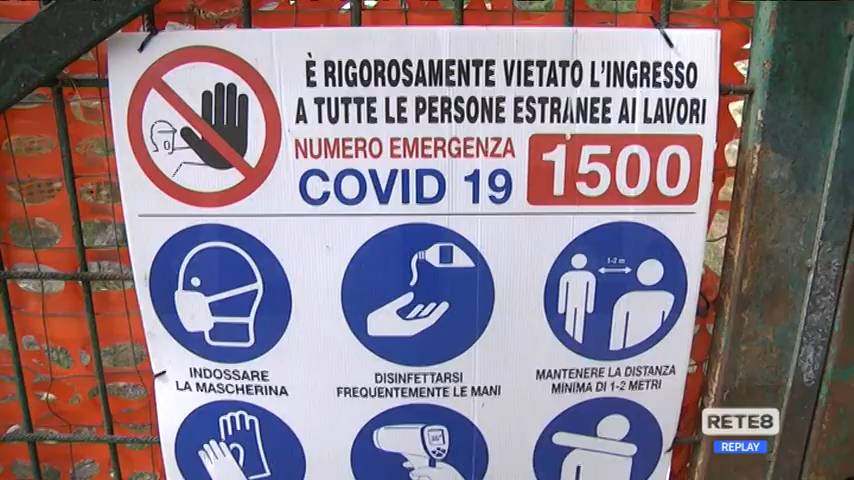 È RIGOROSAMENTE VIETATO L'INGRESSO
A TUTTE LE PERSONE ESTRANEE AI LAVORI
NUMERO EMERGENZA
COVID 19
1500
1-2 m
INDOSSARE
LA MASCHERINA
DISINFETTARSI
FREQUENTEMENTE LE MANI
MANTENERE LA DISTANZA
MINIMA DI 1-2 METRI
RETE8
REPLAY